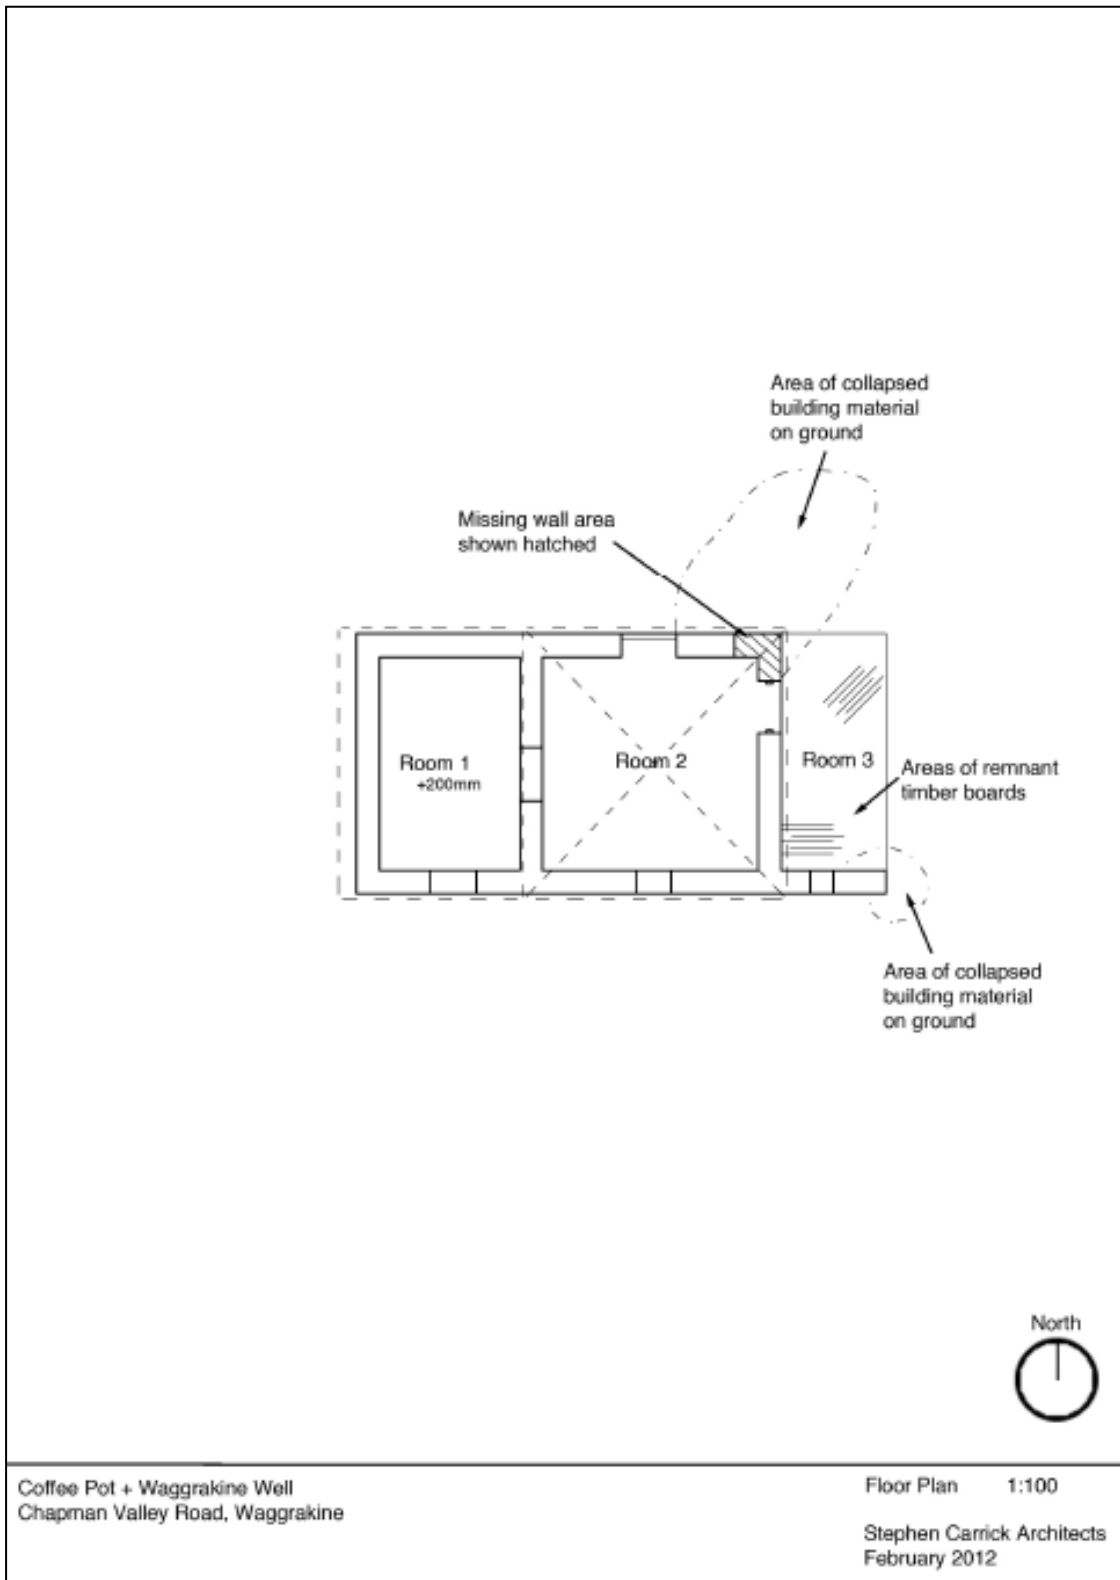 Area of collapsed
building material
on ground
Missing wall area
shown hatched
Room 1
+200mm
Room 2
Room 3
Areas of remnant
timber boards
Area of collapsed
building material
on ground
North
Coffee Pot + Waggrakine Well
Chapman Valley Road, Waggrakine
Floor Plan 1:100
Stephen Carrick Architects
February 2012